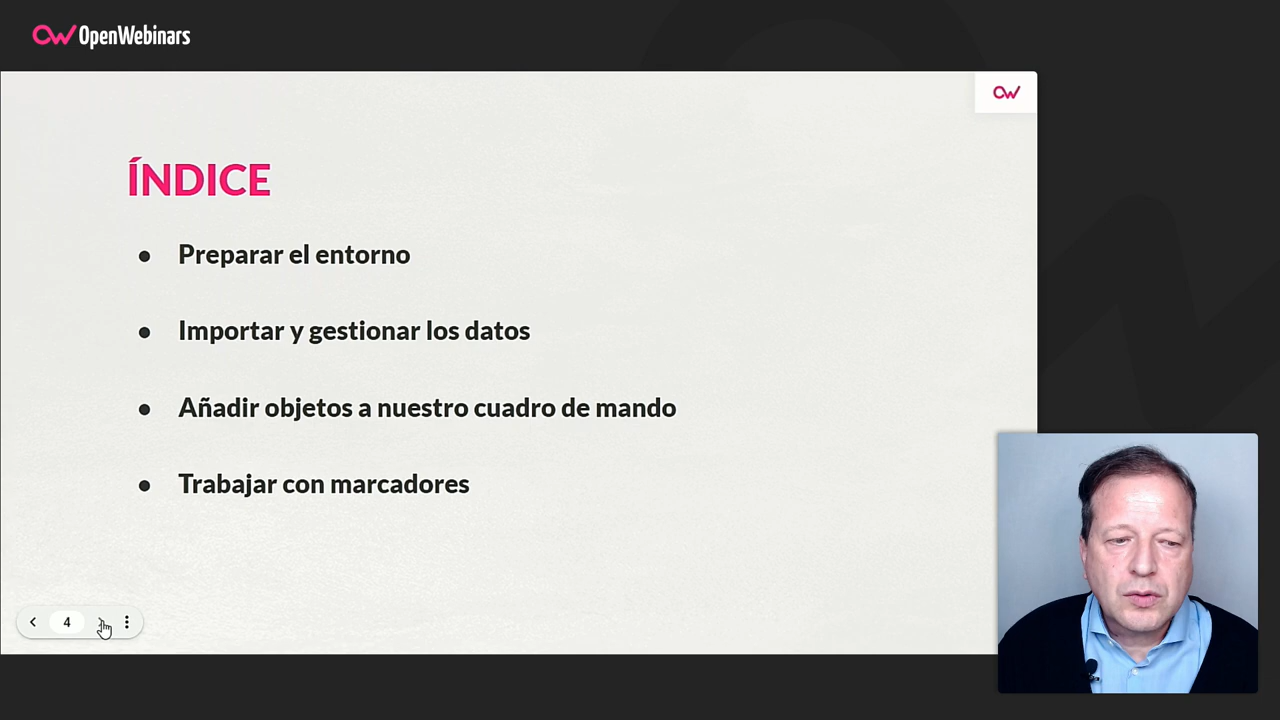 OpenWebinars
ÍNDICE
● Preparar el entorno
● Importar y gestionar los datos
● Añadir objetos a nuestro cuadro de mando
● Trabajar con marcadores
4